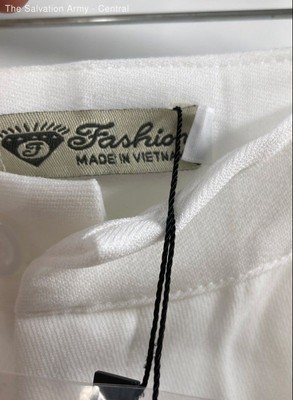 The Salvation Army - Central
Fashion
MADE IN VIETNA
F